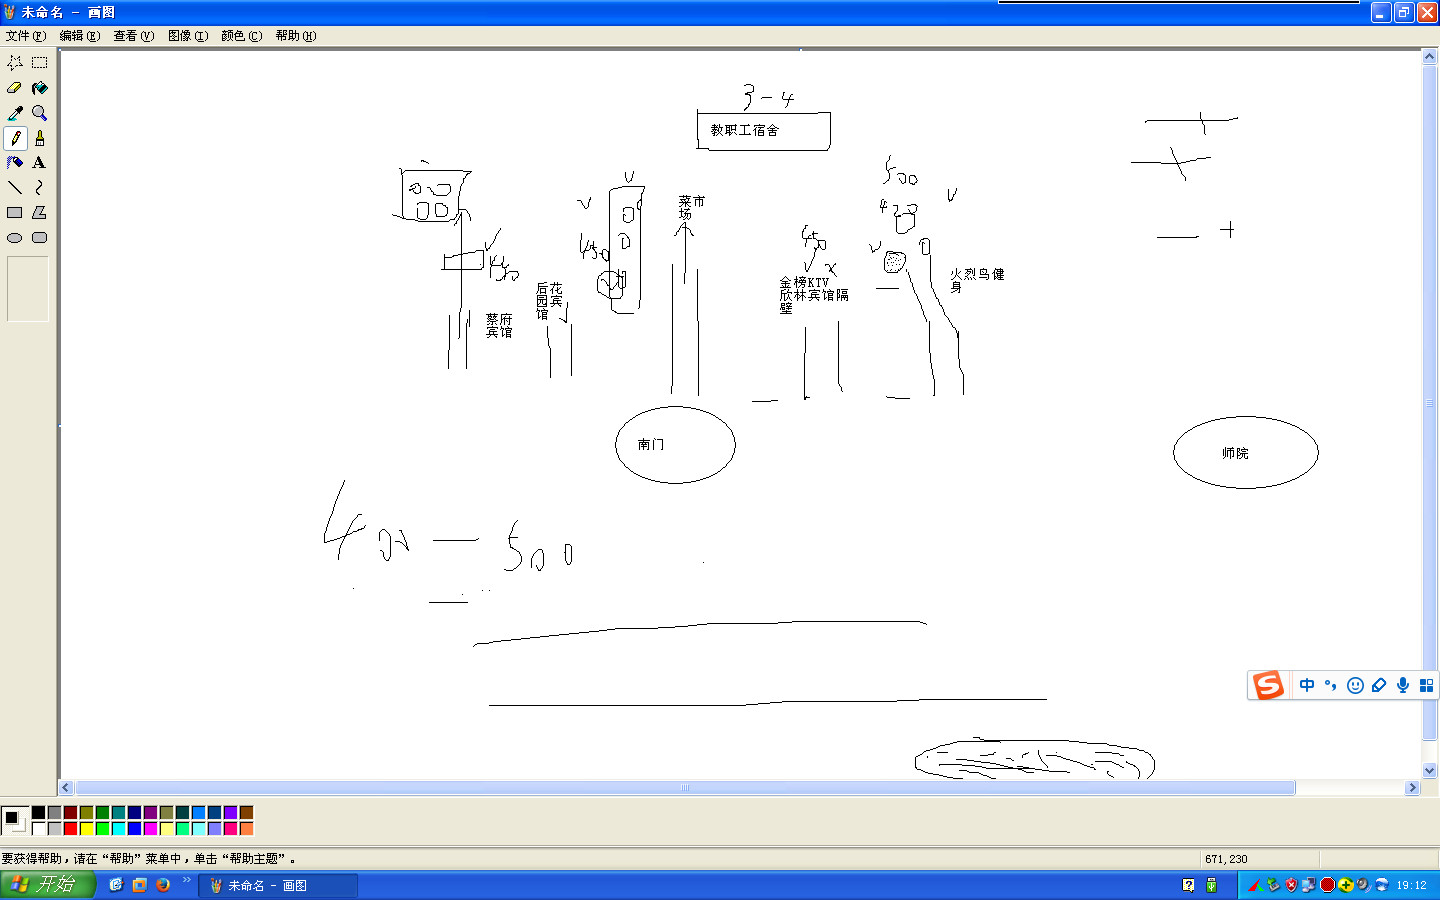 未命名 - 画图
文件(F) 编辑(E) 查看(V) 图像(I) 颜色(C) 帮助(H)
3-4
教职工宿舍
500
420
菜市
场
450
450
450
后花
园宾
馆
蔡府
宾馆
金榜KTV
欣林宾馆隔
壁
火烈鸟健
身
南门
师院
400 — 500
中
要获得帮助，请在“帮助”菜单中，单击“帮助主题”。
671,230
开始
未命名 - 画图
19:12